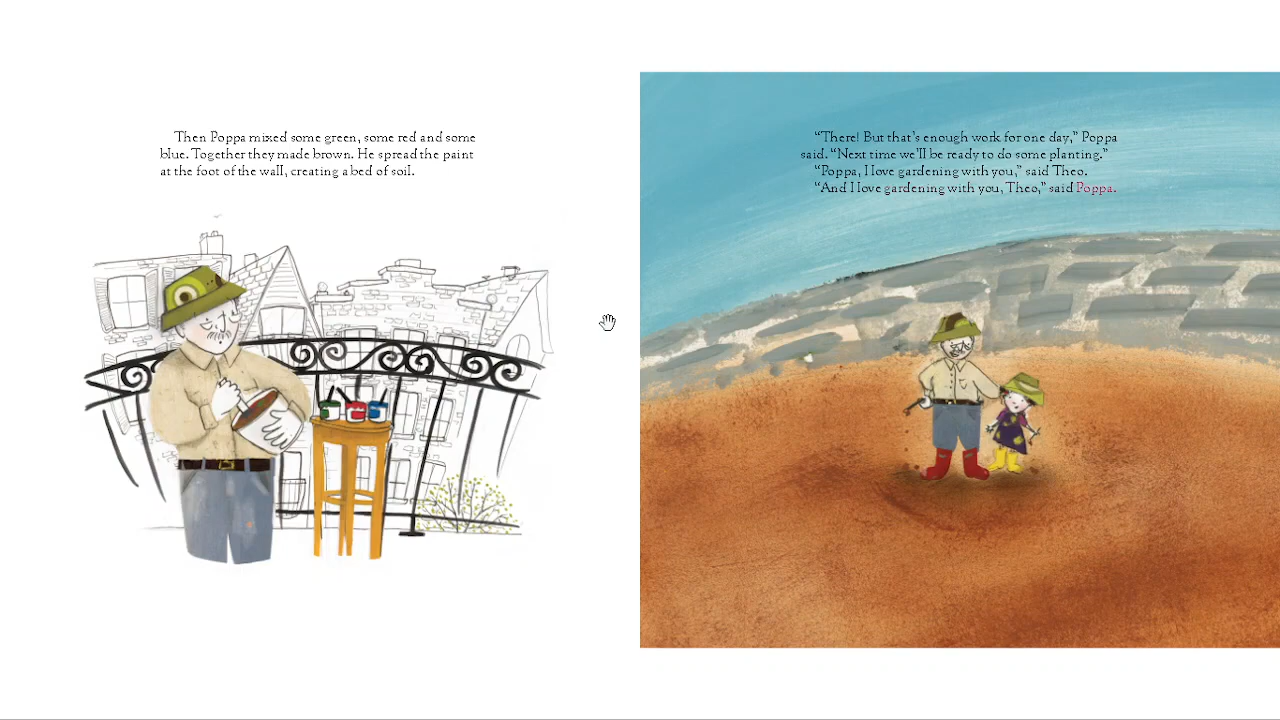 Then Poppa mixed some green, some red and some
blue. Together they made brown. He spread the paint
at the foot of the wall, creating a bed of soil.
“There! But that’s enough work for one day,” Poppa
said. “Next time we’ll be ready to do some planting.”
“Poppa, I love gardening with you,” said Theo.
“And I love gardening with you, Theo,” said Poppa.